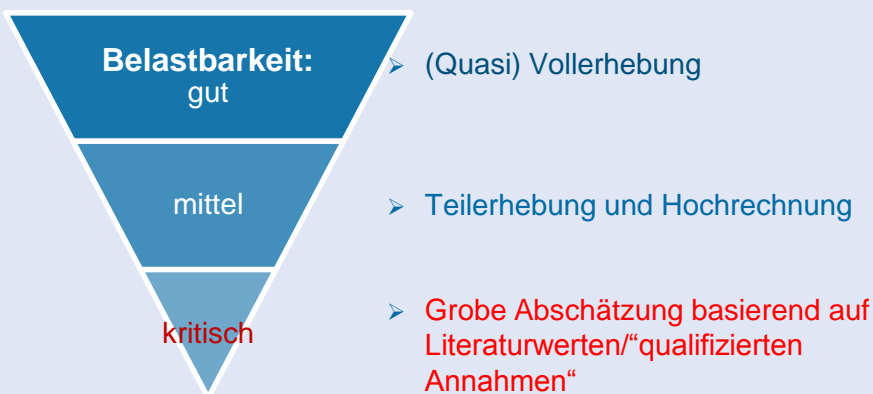 Belastbarkeit:
gut
➢ (Quasi) Vollerhebung
mittel
➢ Teilerhebung und Hochrechnung
kritisch
➢ Grobe Abschätzung basierend auf
Literaturwerten/“qualifizierten
Annahmen“